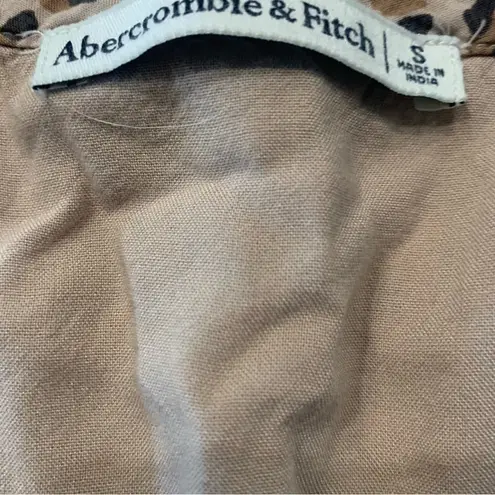 Abercrombie & Fitch
S
MADE IN
INDIA